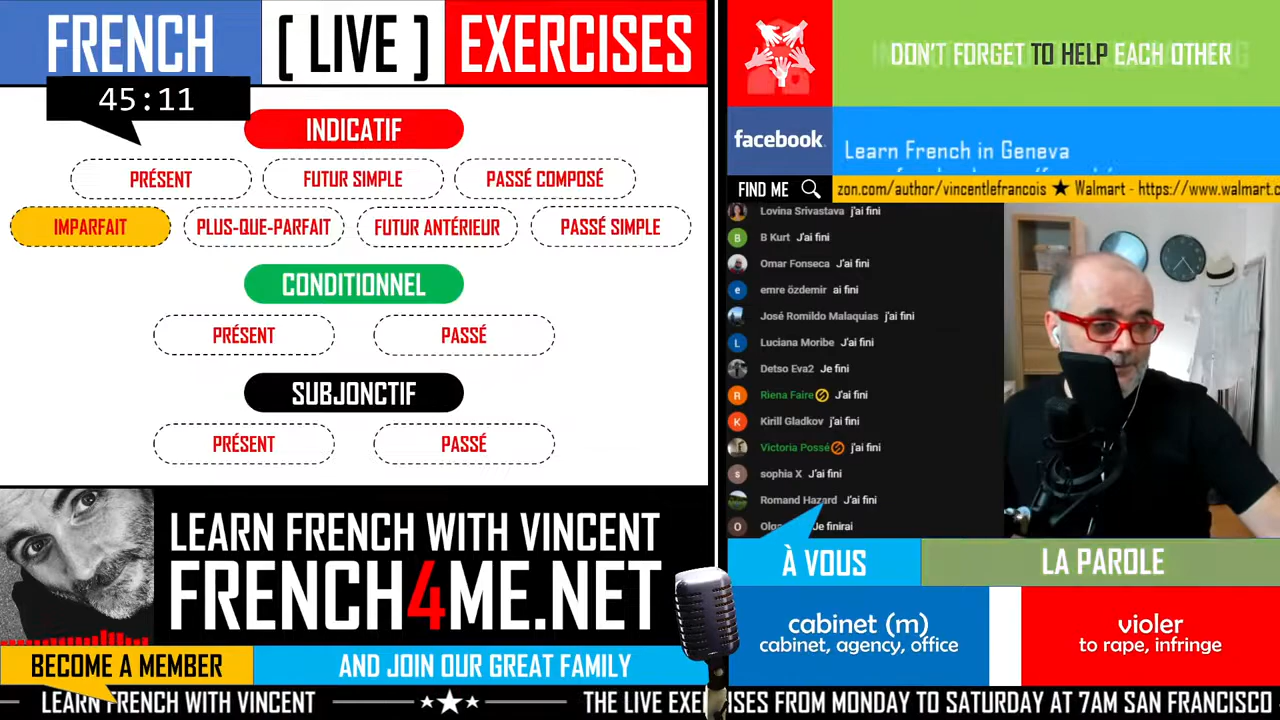 FRENCH
[ LIVE ]
EXERCISES
45:11
INDICATIF
PRÉSENT
FUTUR SIMPLE
PASSÉ COMPOSÉ
IMPARFAIT
PLUS-QUE-PARFAIT
FUTUR ANTÉRIEUR
PASSÉ SIMPLE
CONDITIONNEL
PRÉSENT
PASSÉ
SUBJONCTIF
PRÉSENT
PASSÉ
LEARN FRENCH WITH VINCENT
FRENCH4ME.NET
BECOME A MEMBER
AND JOIN OUR GREAT FAMILY
DON'T FORGET TO HELP EACH OTHER
facebook.
Learn French in Geneva
FIND ME
zon.com/author/vincentlefrancois ★ Walmart - https://www.walmart.c
Lovina Srivastava j'ai fini
B Kurt J'ai fini
Omar Fonseca J'ai fini
emre özdemir ai fini
José Romildo Malaquias j'ai fini
Luciana Moribe J'ai fini
Detso Eva2 Je fini
Riena Faire J'ai fini
Kirill Gladkov j'ai fini
Victoria Possé j'ai fini
sophia X J'ai fini
Romand Hazard J'ai fini
Je finirai
À VOUS
LA PAROLE
cabinet (m)
cabinet, agency, office
violer
to rape, infringe
LEARN FRENCH WITH VINCENT
THE LIVE EXERCISES FROM MONDAY TO SATURDAY AT 7AM SAN FRANCISCO